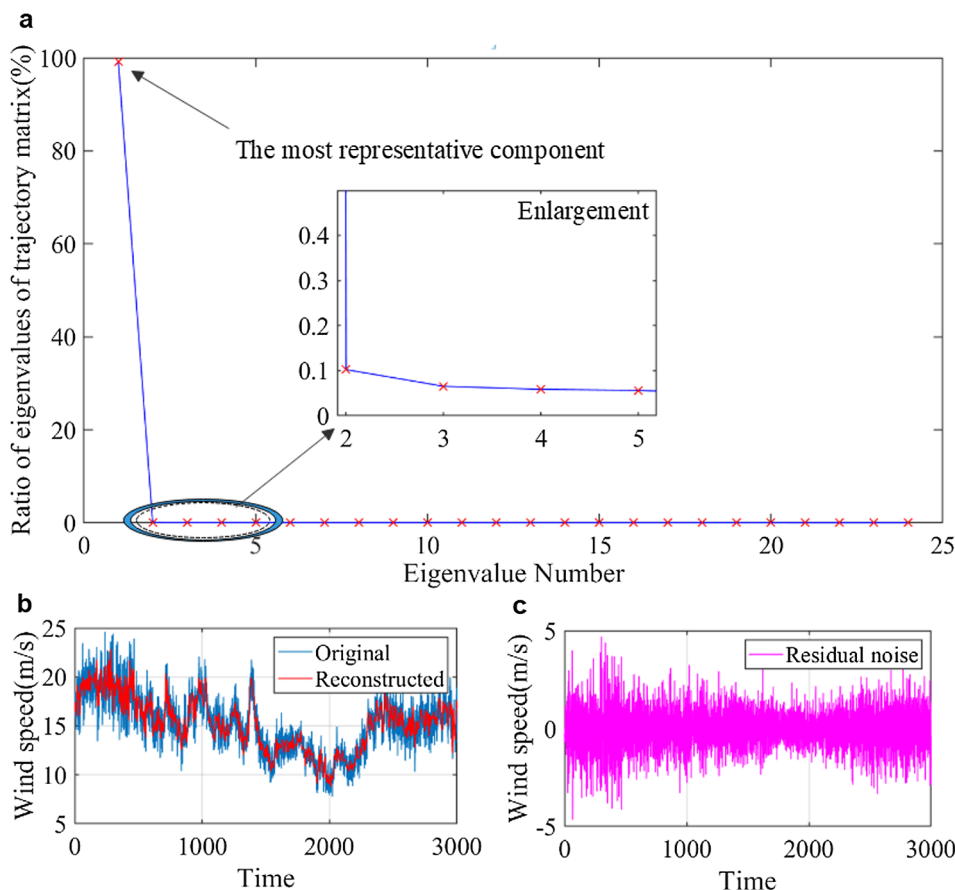 a
Ratio of eigenvalues of trajectory matrix(%)
100
80
60
40
20
0
The most representative component
Enlargement
0.4
0.3
0.2
0.1
0
2 3 4 5
0 5 10 15 20 25
Eigenvalue Number
b
Wind speed(m/s)
25
20
15
10
5
Original
Reconstructed
0 1000 2000 3000
Time
c
Wind speed(m/s)
5
0
-5
Residual noise
0 1000 2000 3000
Time